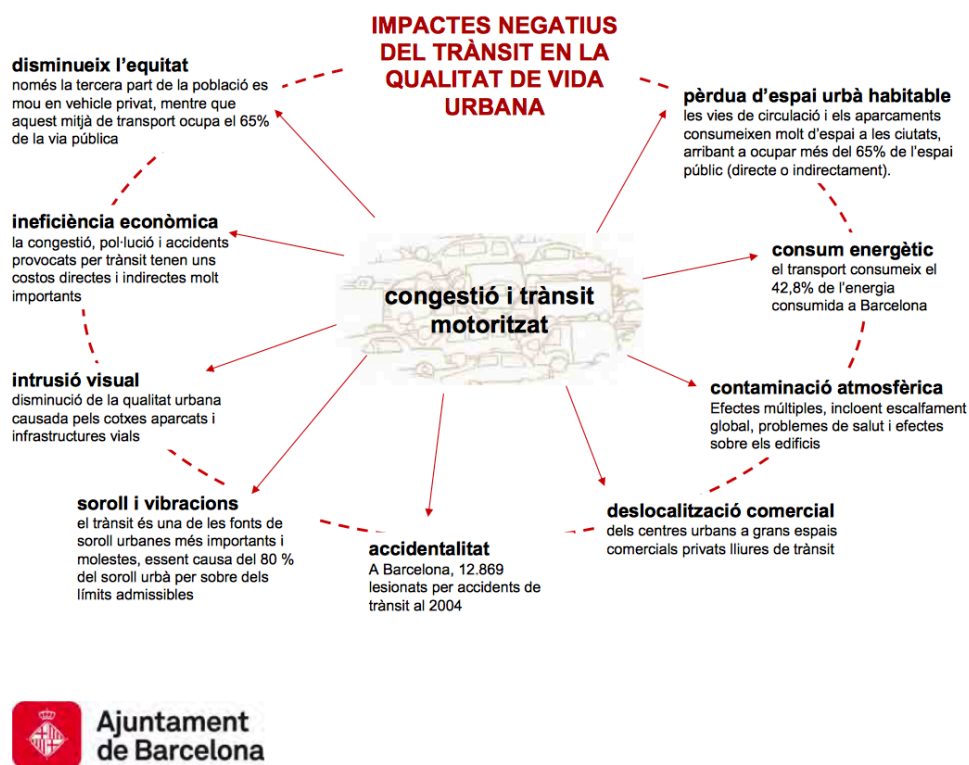 IMPACTES NEGATIUS
DEL TRÀNSIT EN LA
QUALITAT DE VIDA
URBANA
disminueix l'equitat
només la tercera part de la població es
mou en vehicle privat, mentre que
aquest mitjà de transport ocupa el 65%
de la via pública
pèrdua d'espai urbà habitable
les vies de circulació i els aparcaments
consumeixen molt d'espai a les ciutats,
arribant a ocupar més del 65% de l'espai
públic (directe o indirectament).
ineficiència econòmica
la congestió, pol·lució i accidents
provocats per trànsit tenen uns
costos directes i indirectes molt
importants
consum energètic
el transport consumeix el
42,8% de l'energia
consumida a Barcelona
congestió i trànsit
motoritzat
intrusió visual
disminució de la qualitat urbana
causada pels cotxes aparcats i
infrastructures vials
contaminació atmosfèrica
Efectes múltiples, incloent escalfament
global, problemes de salut i efectes
sobre els edificis
soroll i vibracions
el trànsit és una de les fonts de
soroll urbanes més importants i
molestes, essent causa del 80 %
del soroll urbà per sobre dels
límits admissibles
accidentalitat
A Barcelona, 12.869
lesionats per accidents de
trànsit al 2004
deslocalització comercial
dels centres urbans a grans espais
comercials privats lliures de trànsit
Ajuntament
de Barcelona